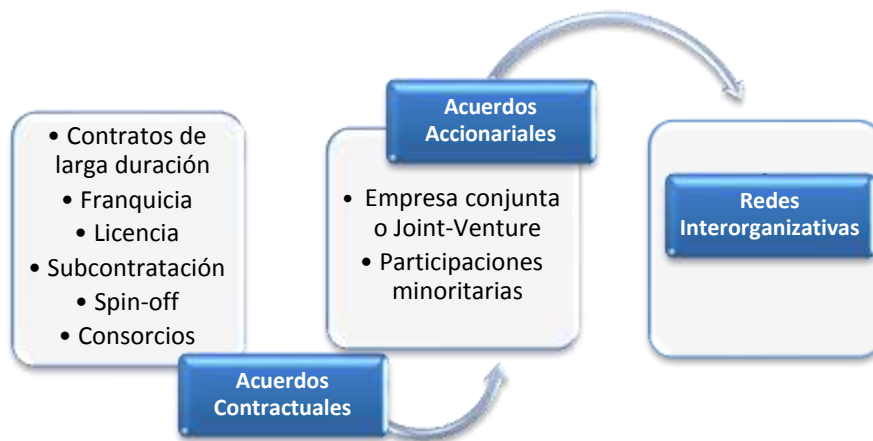 • Contratos de
larga duración
• Franquicia
• Licencia
• Subcontratación
• Spin-off
• Consorcios
Acuerdos
Contractuales
Acuerdos
Accionariales
• Empresa conjunta
o Joint-Venture
• Participaciones
minoritarias
Redes
Interorganizativas